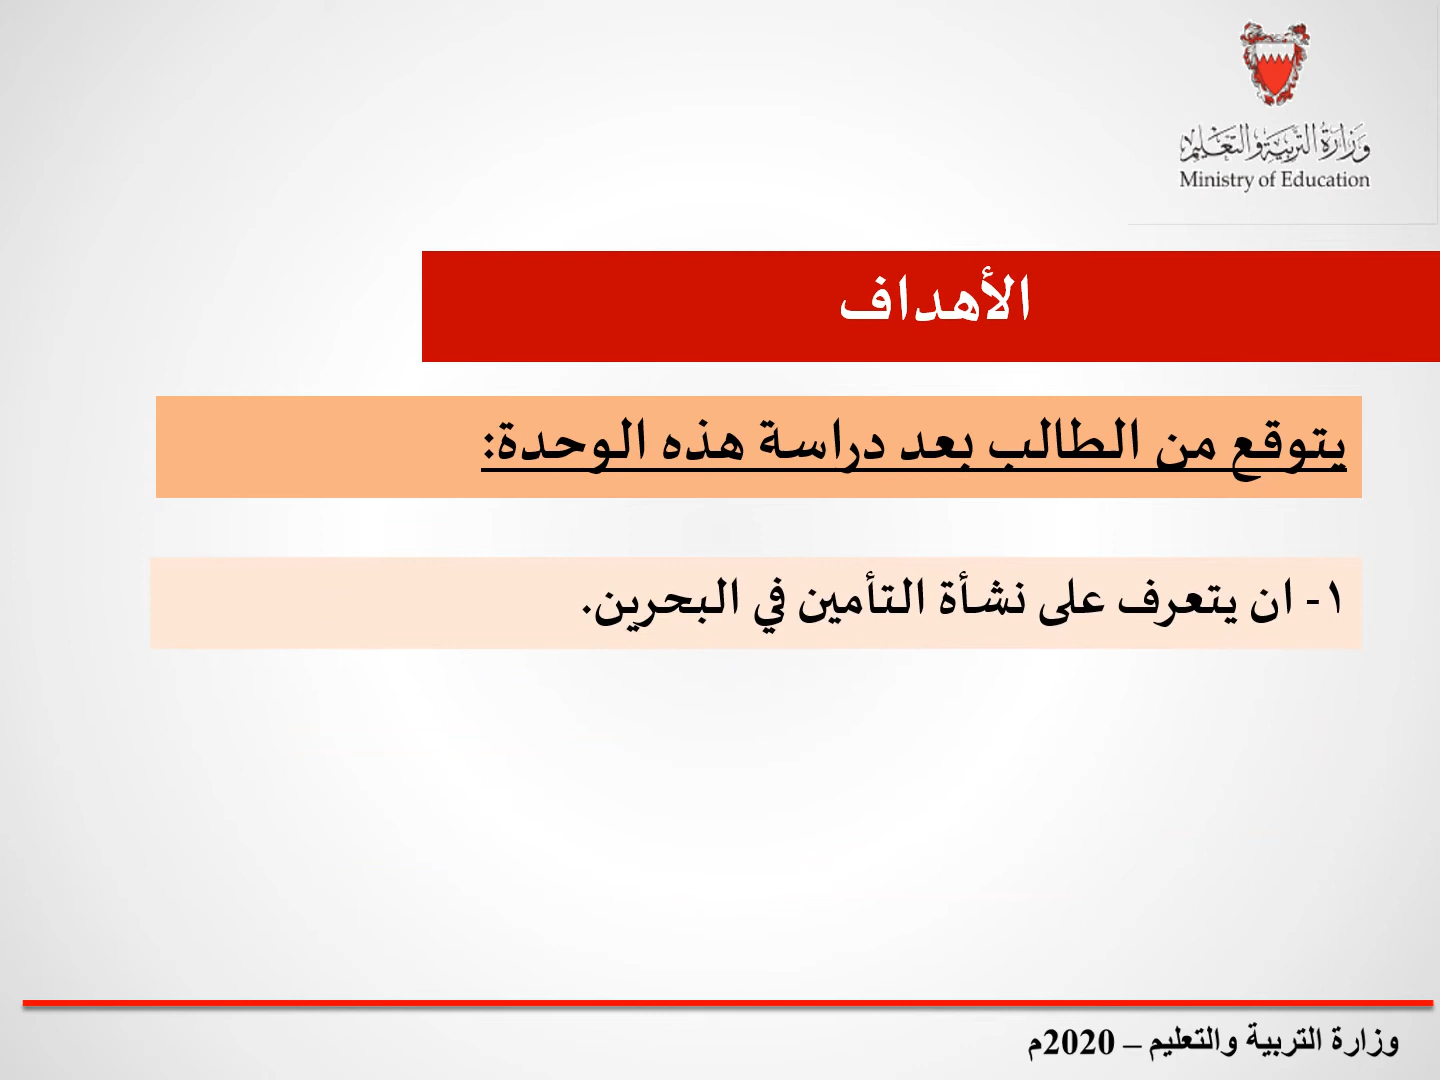 وزارة التربية والتعليم
Ministry of Education
الأهداف
يتوقع من الطالب بعد دراسة هذه الوحدة:
١- ان يتعرف على نشأة التأمين في البحرين.
وزارة التربية والتعليم – 2020م